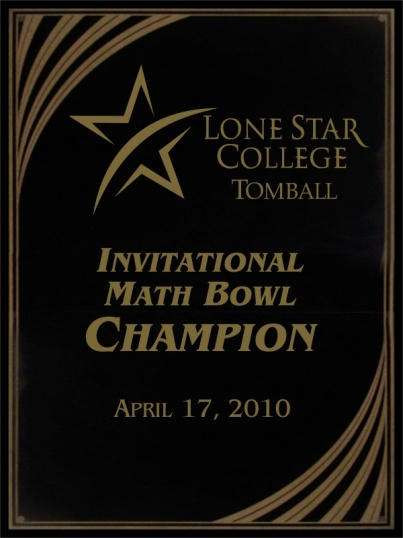 LONE STAR
COLLEGE
TOMBALL
INVITATIONAL
MATH BOWL
CHAMPION
APRIL 17, 2010